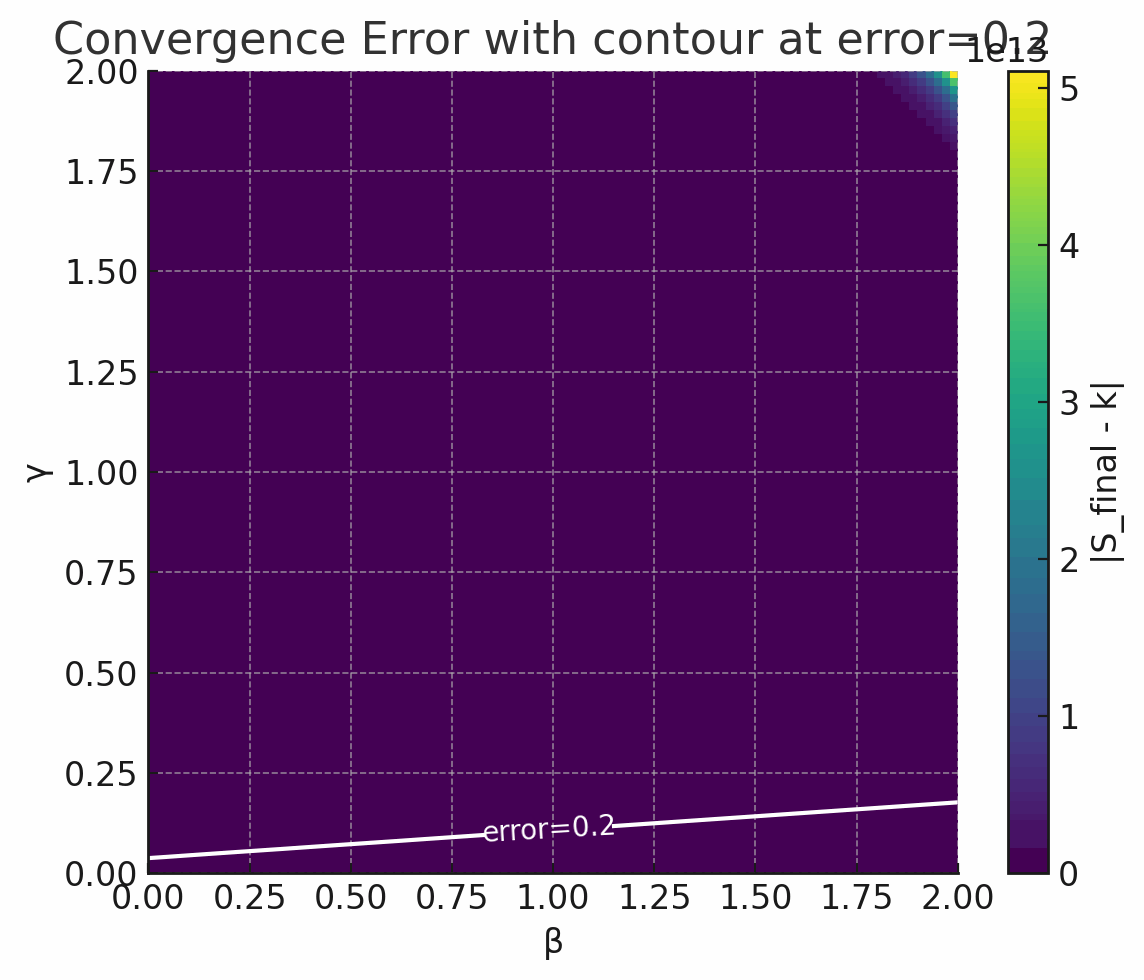 Convergence Error with contour at error=0.2
1e13
2.00
1.75
1.50
1.25
1.00
0.75
0.50
0.25
0.00
γ
error=0.2
0.00 0.25 0.50 0.75 1.00 1.25 1.50 1.75 2.00
β
5
4
3
2
1
0
|S_final - k|